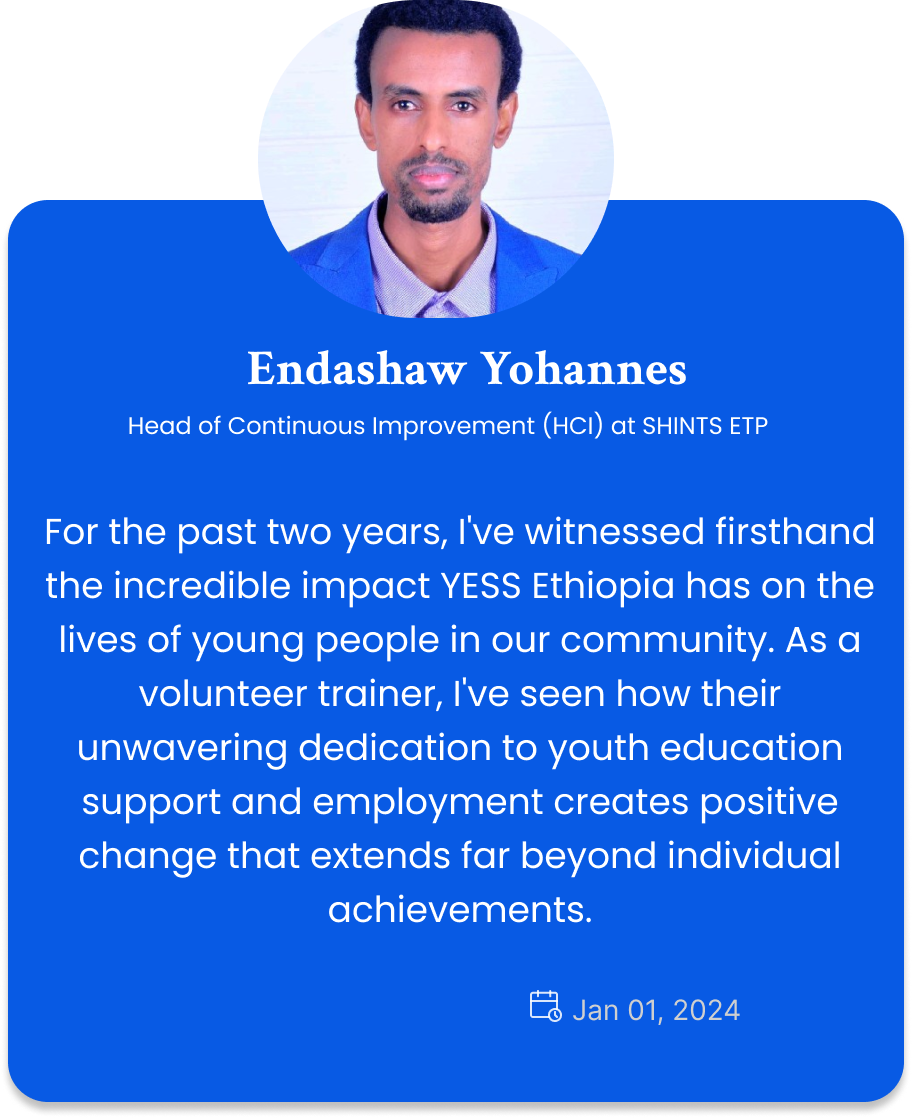 Endashaw Yohannes
Head of Continuous Improvement (HCI) at SHINTS ETP
For the past two years, I've witnessed firsthand
the incredible impact YESS Ethiopia has on the
lives of young people in our community. As a
volunteer trainer, I've seen how their
unwavering dedication to youth education
support and employment creates positive
change that extends far beyond individual
achievements.
Jan 01, 2024